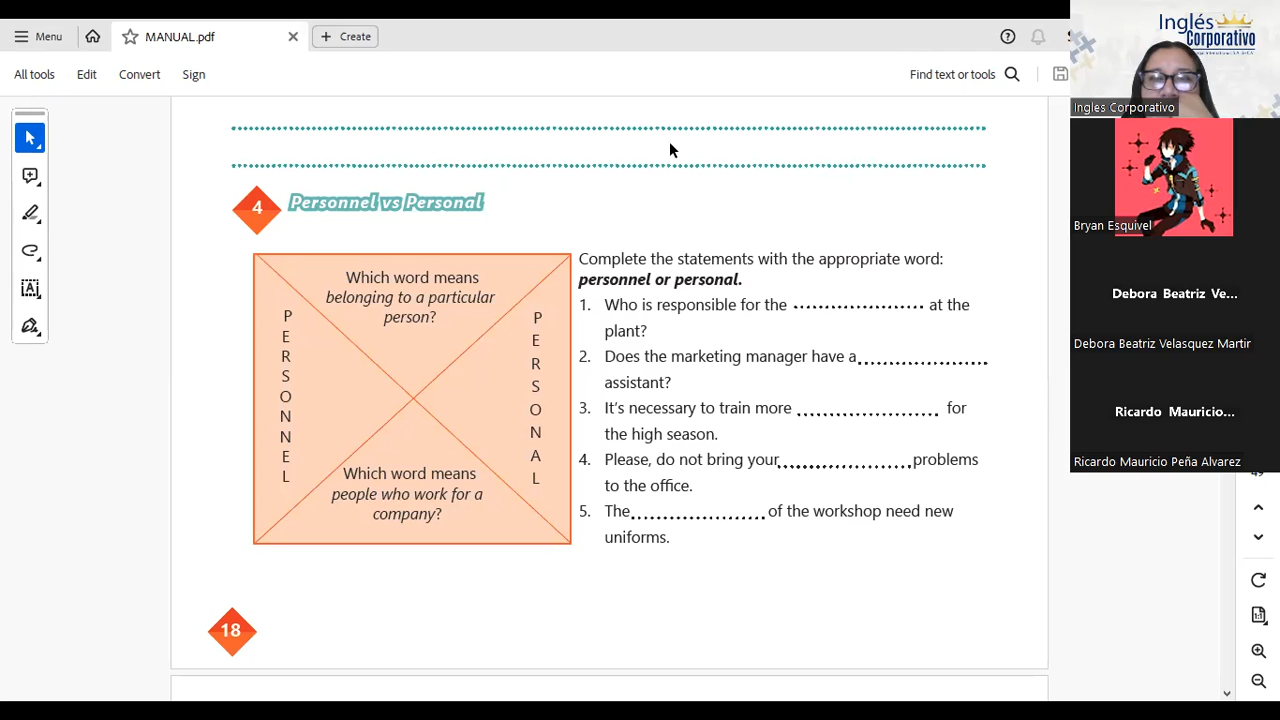 Menu
MANUAL.pdf
Create
All tools
Edit
Convert
Sign
Find text or tools
4
Personnel vs Personal
Which word means
belonging to a particular
person?
PERSONNEL
PERSONAL
Which word means
people who work for a
company?
Complete the statements with the appropriate word:
personnel or personal.
1. Who is responsible for the ........................ at the
plant?
2. Does the marketing manager have a........................
assistant?
3. It's necessary to train more ........................ for
the high season.
4. Please, do not bring your........................problems
to the office.
5. The........................of the workshop need new
uniforms.
18
Inglés
Corporativo
Ingles Corporativo
Bryan Esquivel
Debora Beatriz Ve...
Debora Beatriz Velasquez Martir
Ricardo Mauricio...
Ricardo Mauricio Peña Alvarez